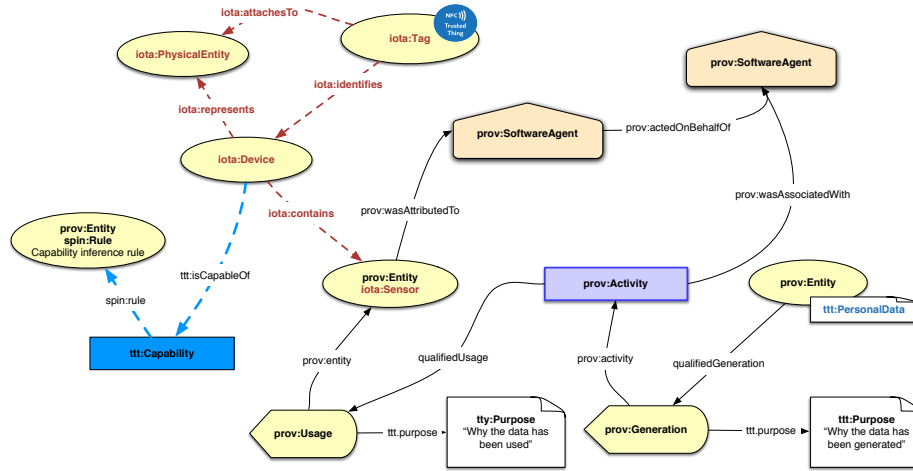 iota:attachesTo
NFC
Trusted
Thing
iota:Tag
iota:PhysicalEntity
prov:SoftwareAgent
iota:identifies
iota:represents
prov:SoftwareAgent
prov:actedOnBehalfOf
iota:Device
prov:wasAssociatedWith
iota:contains
prov:wasAttributedTo
prov:Entity
spin:Rule
Capability inference rule
ttt:isCapableOf
prov:Entity
iota:Sensor
prov:Activity
prov:Entity
spin:rule
ttt:PersonalData
ttt:Capability
prov:entity
qualifiedUsage
prov:activity
qualifiedGeneration
prov:Usage
ttt.purpose
tty:Purpose
“Why the data has
been used”
prov:Generation
ttt.purpose
ttt:Purpose
“Why the data has
been generated”